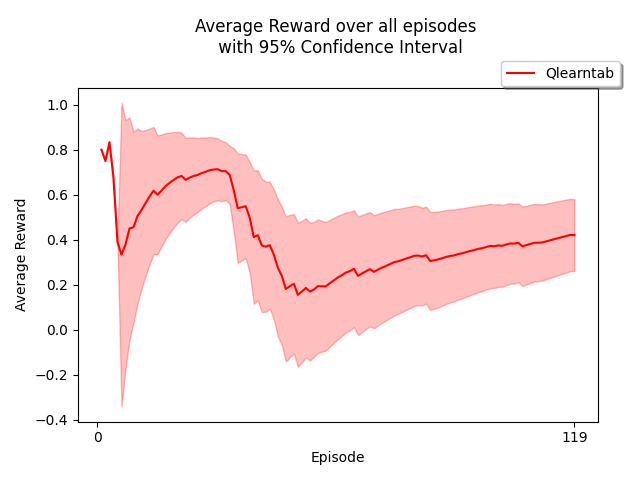 Average Reward over all episodes
with 95% Confidence Interval
Qlearntab
1.0
0.8
0.6
0.4
0.2
0.0
−0.2
−0.4
Average Reward
0
119
Episode